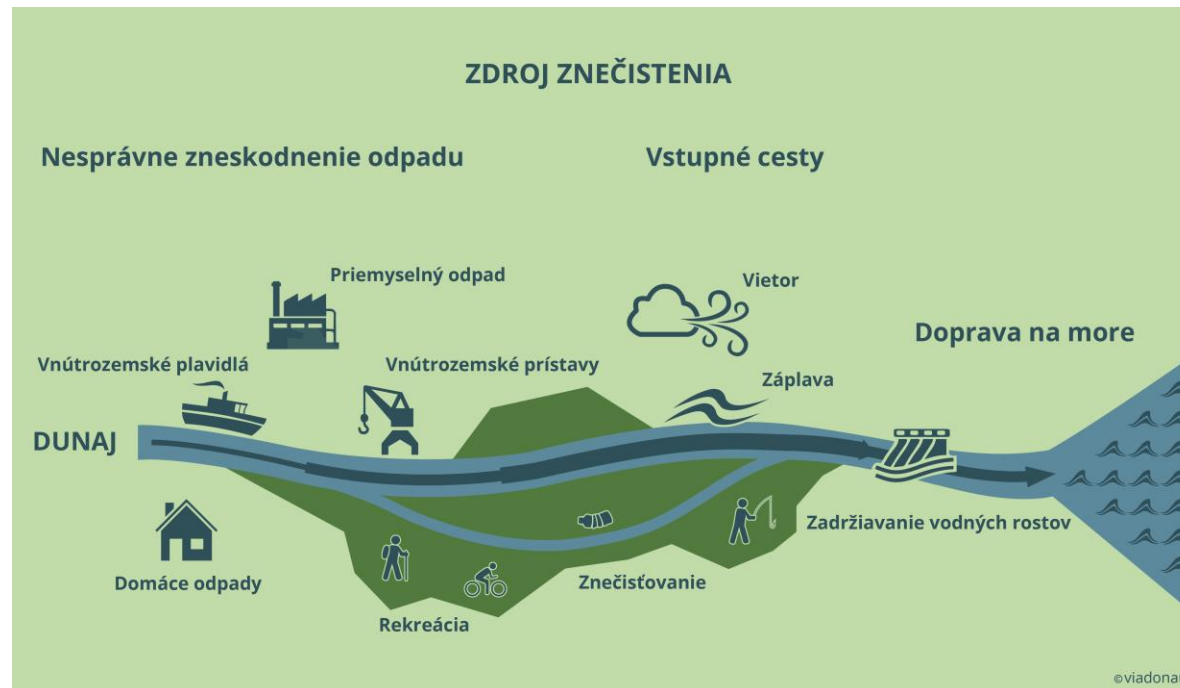 ZDROJ ZNEČISTENIA
Nesprávne zneskodnenie odpadu
Vstupné cesty
Priemyselný odpad
Vietor
Doprava na more
Vnútrozemské plavidlá
Vnútrozemské prístavy
Záplava
DUNAJ
Zadržiavanie vodných rostov
Domáce odpady
Znečisťovanie
Rekreácia
©viadonau